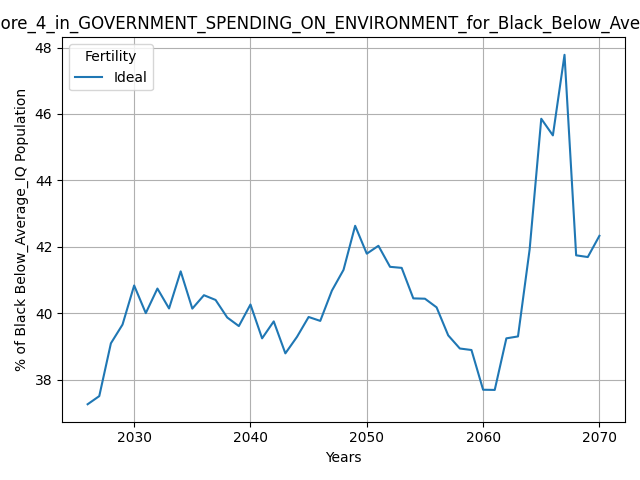 ore_4_in_GOVERNMENT_SPENDING_ON_ENVIRONMENT_for_Black_Below_Ave
Fertility
Ideal
% of Black Below_Average_IQ Population
48
46
44
42
40
38
2030 2040 2050 2060 2070
Years